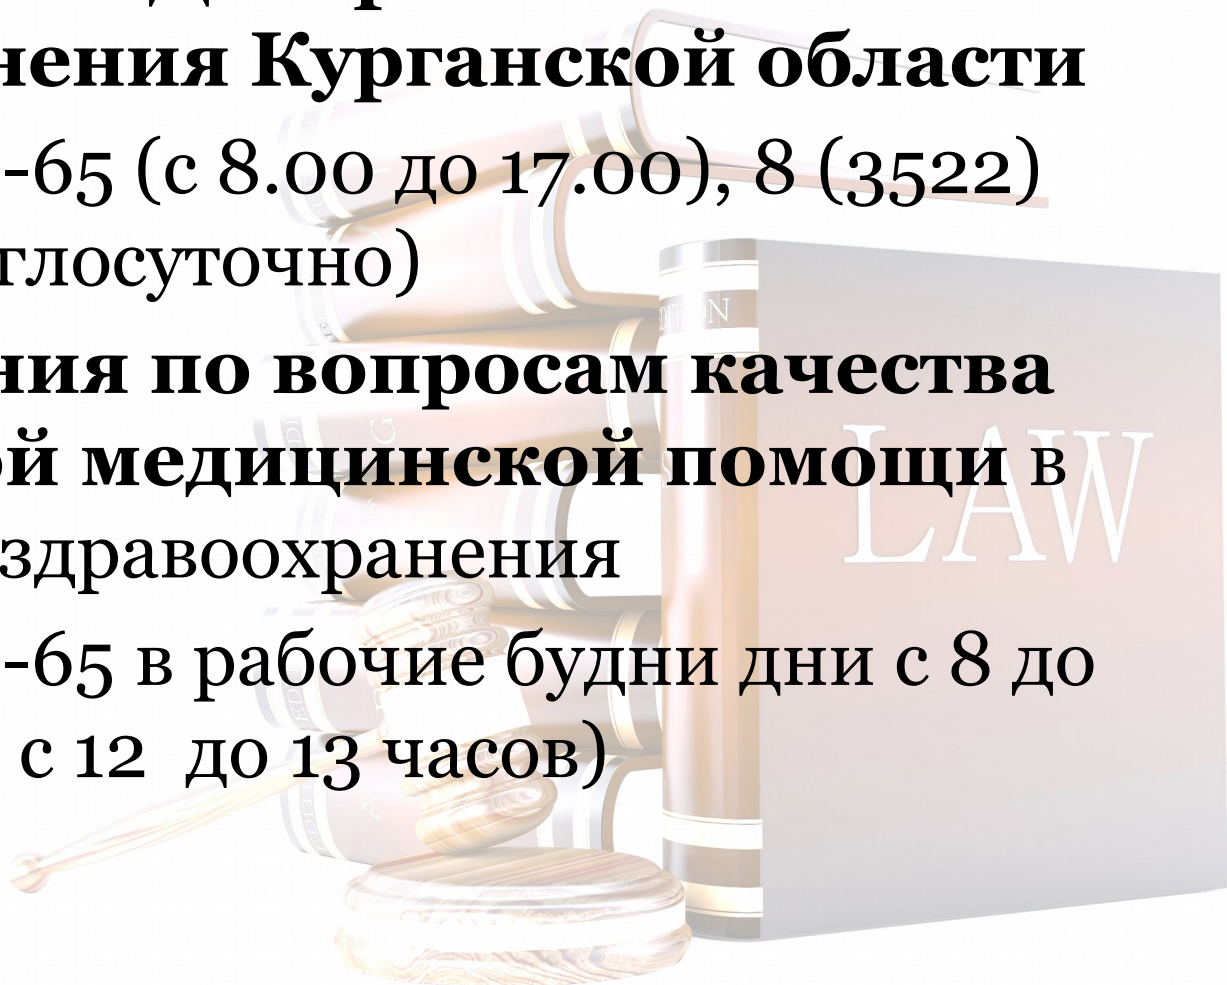 нения Курганской области
-65 (с 8.00 до 17.00), 8 (3522)
глосуточно)
ния по вопросам качества
ой медицинской помощи в
здравоохранения
-65 в рабочие будни дни с 8 до
с 12 до 13 часов)
LAW